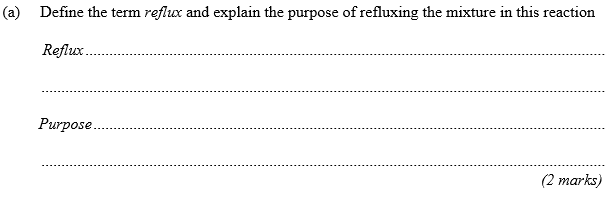 (a) Define the term reflux and explain the purpose of refluxing the mixture in this reaction
Reflux.............................................................................................................................
........................................................................................................................................
Purpose..........................................................................................................................
........................................................................................................................................
(2 marks)